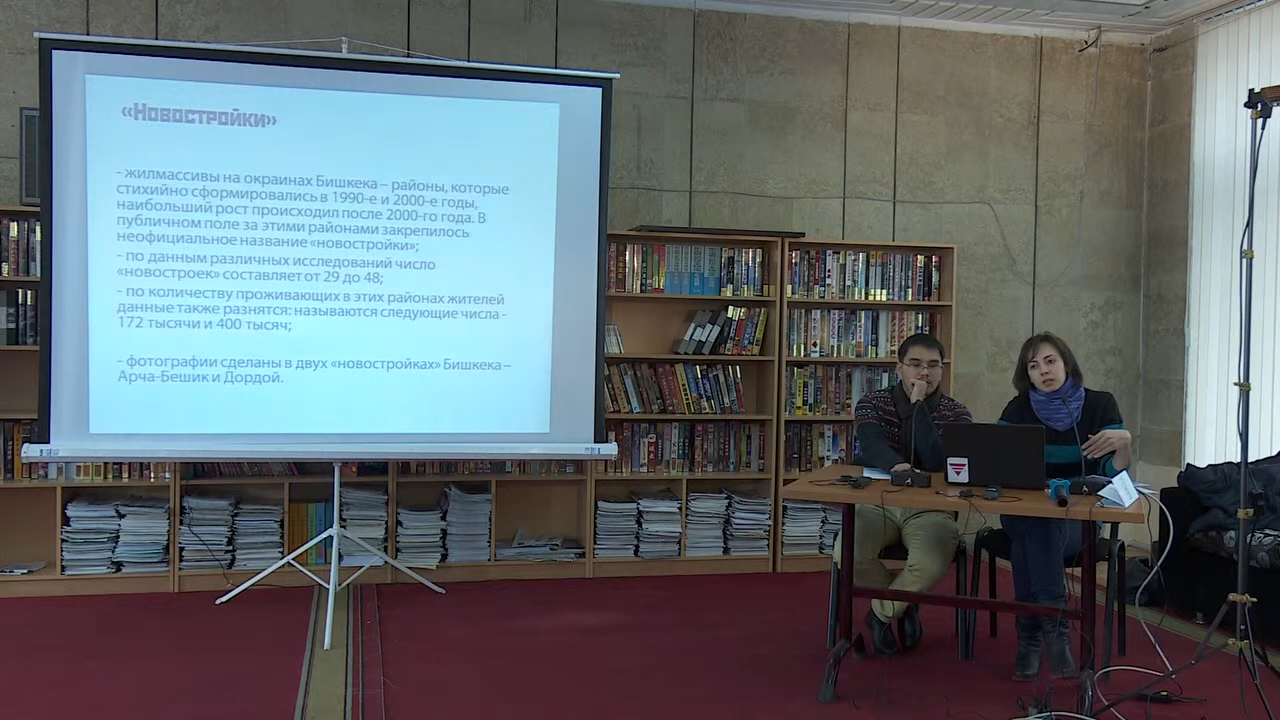 «Новостройки»
- жилмассивы на окраинах Бишкека – районы, которые
стихийно сформировались в 1990-е и 2000-е годы,
наибольший рост происходил после 2000-го года. В
публичном поле за этими районами закрепилось
неофициальное название «новостройки»;
- по данным различных исследований число
«новостроек» составляет от 29 до 48;
- по количеству проживающих в этих районах жителей
данные также разнятся: называются следующие числа -
172 тысячи и 400 тысяч;
- фотографии сделаны в двух «новостройках» Бишкека –
Арча-Бешик и Дордой.